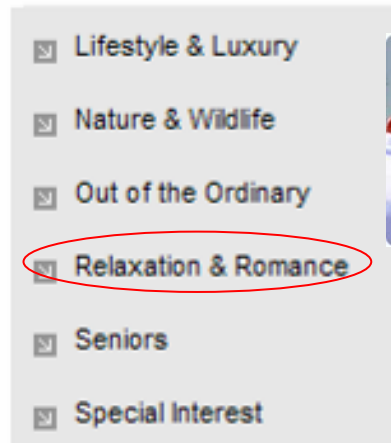 Lifestyle & Luxury
Nature & Wildlife
Out of the Ordinary
Relaxation & Romance
Seniors
Special Interest